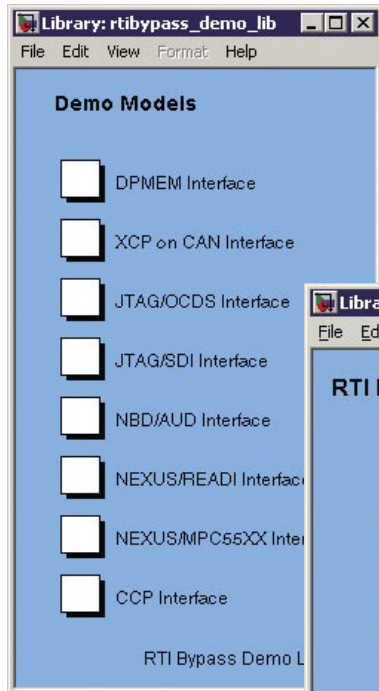 Library: rtibypass_demo_lib
File Edit View Format Help
Demo Models
DPMEM Interface
XCP on CAN Interface
JTAG/OCDS Interface
JTAG/SDI Interface
NBD/AUD Interface
NEXUS/READI Interfac
NEXUS/MPC55XX Inter
CCP Interface
RTI Bypass Demo L
Libra
File Ed
RTI